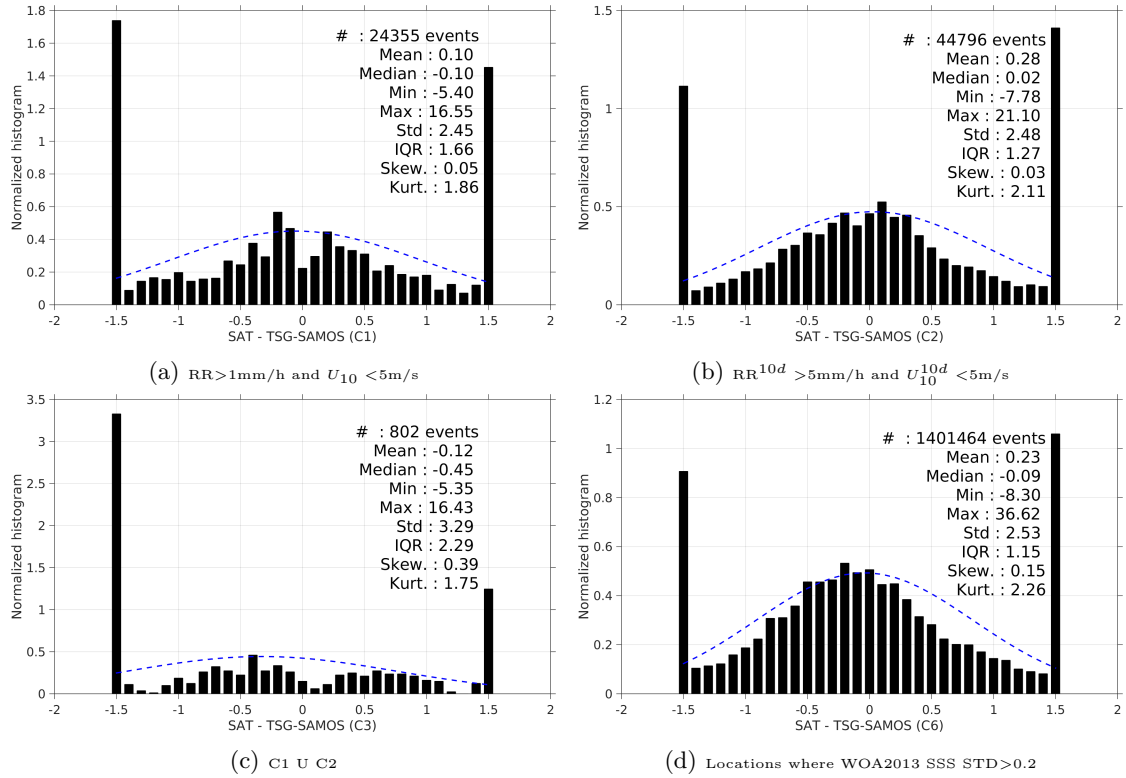 1.8
1.6
1.4
1.2
1
0.8
0.6
0.4
0.2
0
Normalized histogram
# : 24355 events
Mean : 0.10
Median : -0.10
Min : -5.40
Max : 16.55
Std : 2.45
IQR : 1.66
Skew. : 0.05
Kurt. : 1.86
-2 -1.5 -1 -0.5 0 0.5 1 1.5 2
SAT - TSG-SAMOS (C1)
(a) RR>1mm/h and U10 <5m/s
1.5
1
0.5
0
Normalized histogram
# : 44796 events
Mean : 0.28
Median : 0.02
Min : -7.78
Max : 21.10
Std : 2.48
IQR : 1.27
Skew. : 0.03
Kurt. : 2.11
-2 -1.5 -1 -0.5 0 0.5 1 1.5 2
SAT - TSG-SAMOS (C2)
(b) RR10d >5mm/h and U10d10 <5m/s
3.5
3
2.5
2
1.5
1
0.5
0
Normalized histogram
# : 802 events
Mean : -0.12
Median : -0.45
Min : -5.35
Max : 16.43
Std : 3.29
IQR : 2.29
Skew. : 0.39
Kurt. : 1.75
-2 -1.5 -1 -0.5 0 0.5 1 1.5 2
SAT - TSG-SAMOS (C3)
(c) C1 U C2
1.2
1
0.8
0.6
0.4
0.2
0
Normalized histogram
# : 1401464 events
Mean : 0.23
Median : -0.09
Min : -8.30
Max : 36.62
Std : 2.53
IQR : 1.15
Skew. : 0.15
Kurt. : 2.26
-2 -1.5 -1 -0.5 0 0.5 1 1.5 2
SAT - TSG-SAMOS (C6)
(d) Locations where WOA2013 SSS STD>0.2